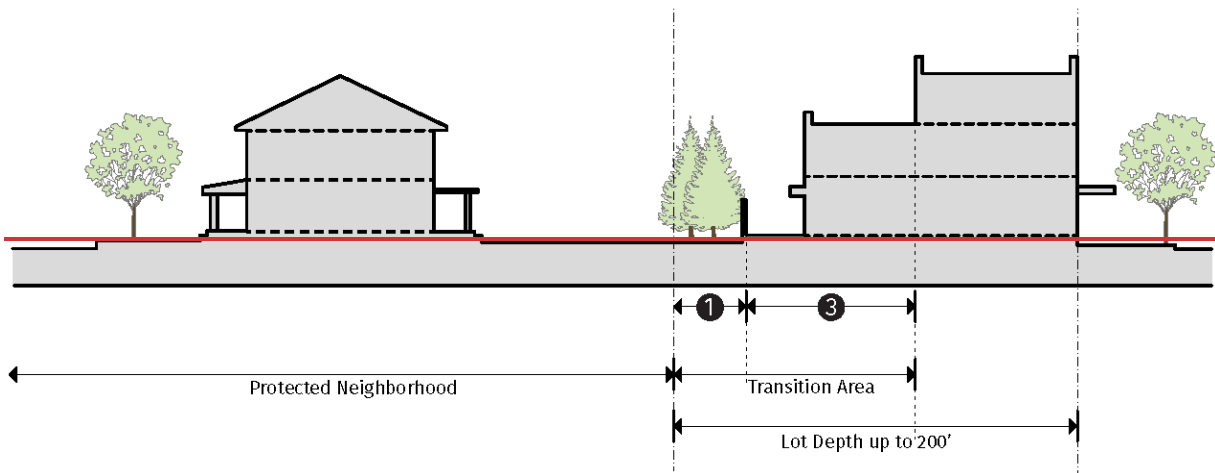 1
3
Protected Neighborhood
Transition Area
Lot Depth up to 200'